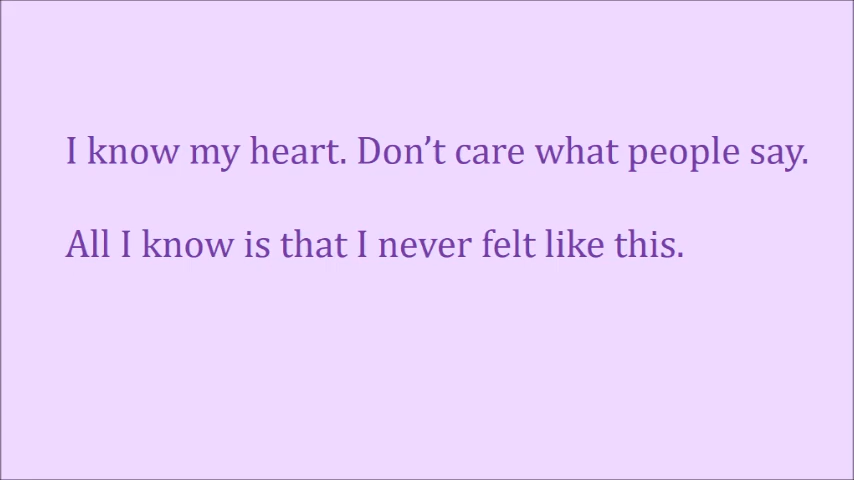 I know my heart. Don’t care what people say.
All I know is that I never felt like this.